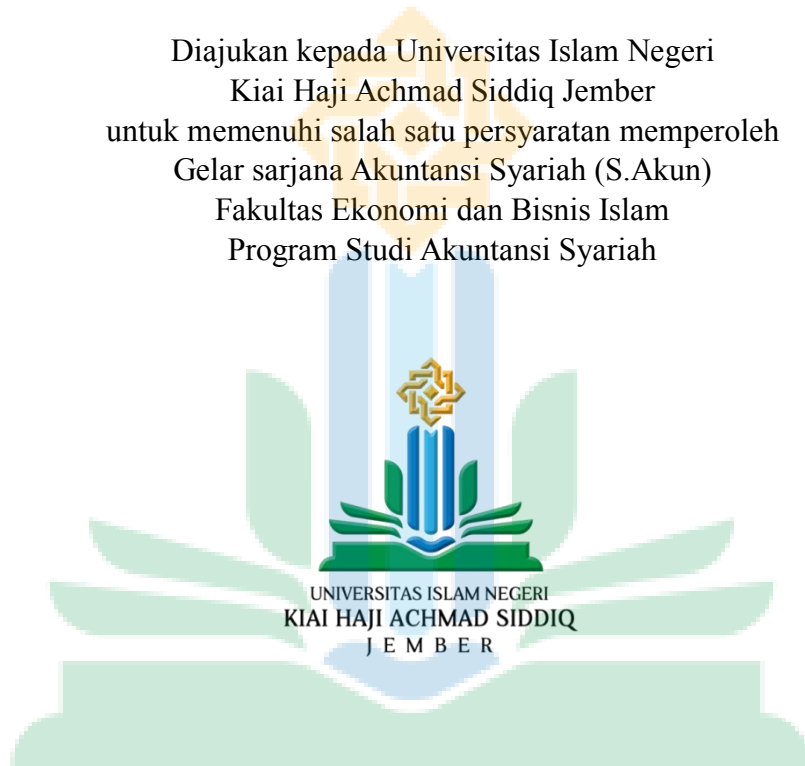 Diajukan kepada Universitas Islam Negeri
Kiai Haji Achmad Siddiq Jember
untuk memenuhi salah satu persyaratan memperoleh
Gelar sarjana Akuntansi Syariah (S.Akun)
Fakultas Ekonomi dan Bisnis Islam
Program Studi Akuntansi Syariah
UNIVERSITAS ISLAM NEGERI
KIAI HAJI ACHMAD SIDDIQ
J E M B E R